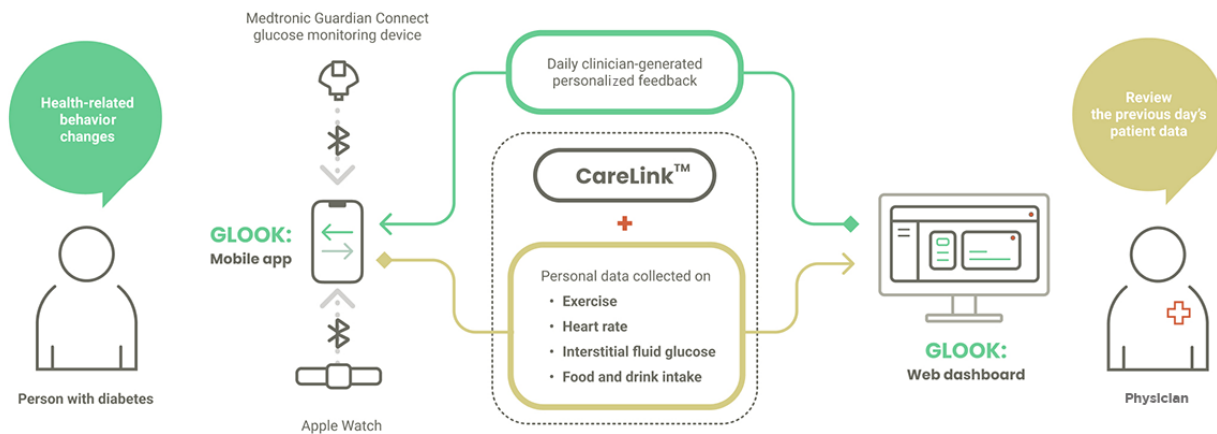 Medtronic Guardian Connect
glucose monitoring device
Health-related
behavior
changes
Daily clinician-generated
personalized feedback
Review
the previous day's
patient data
CareLink™
+
GLOOK:
Mobile app
Personal data collected on
• Exercise
• Heart rate
• Interstitial fluid glucose
• Food and drink intake
GLOOK:
Web dashboard
Person with diabetes
Apple Watch
Physician